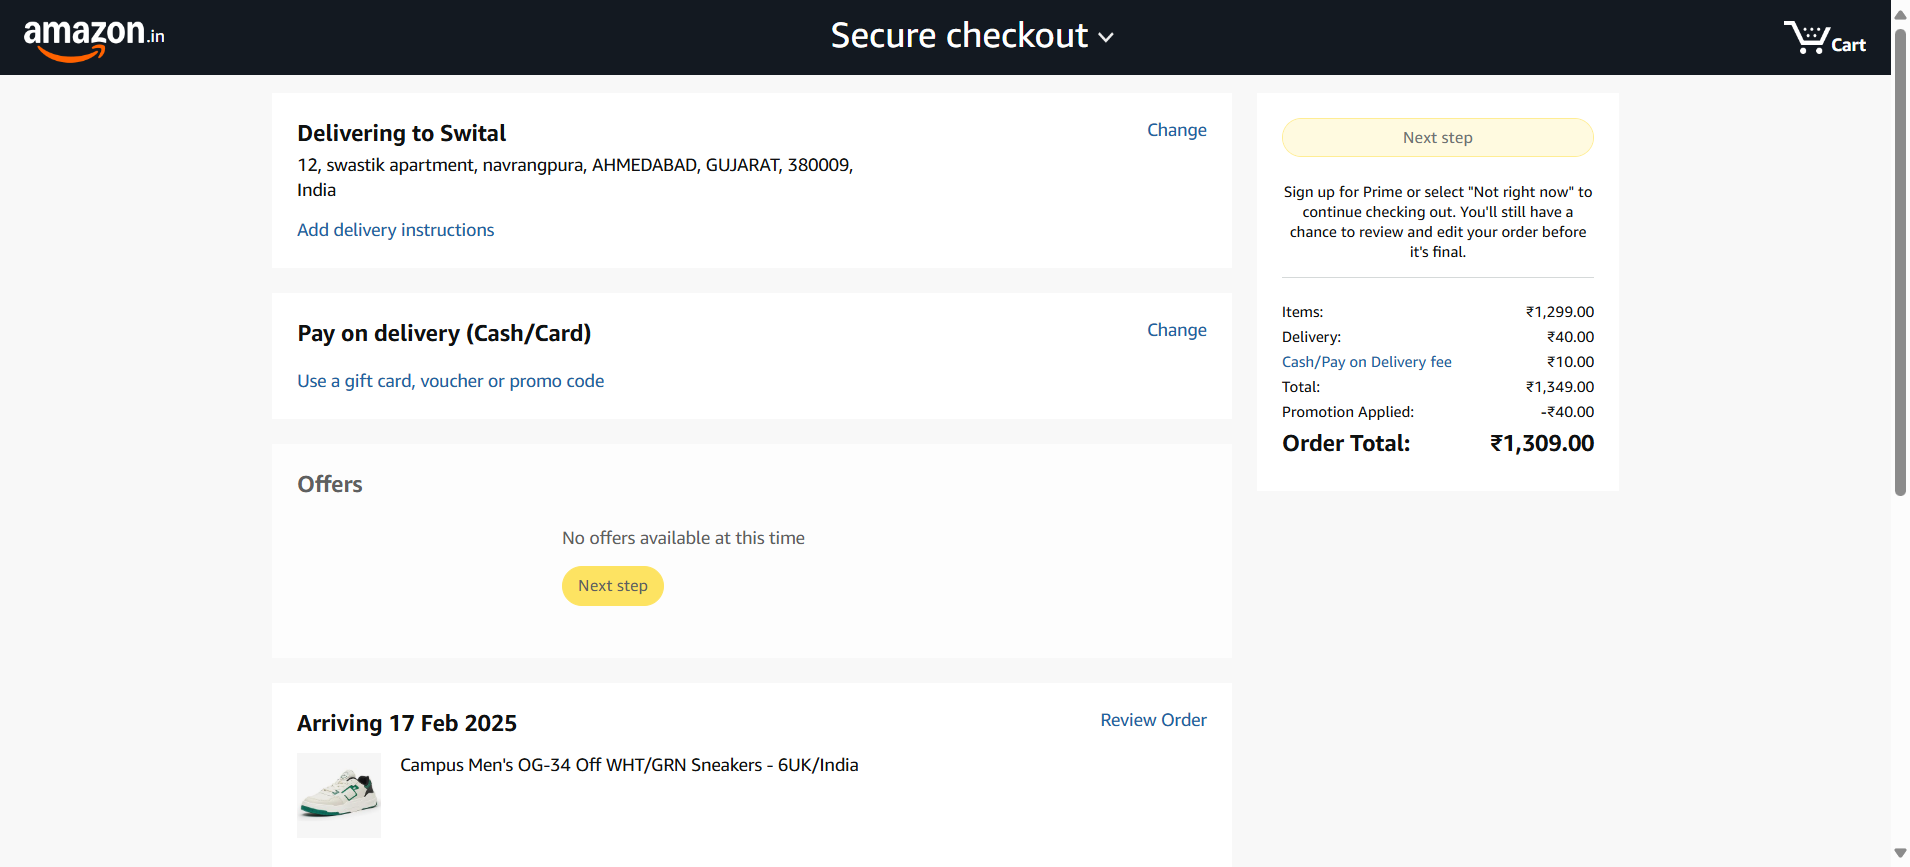 amazon.in
Secure checkout
Cart
Delivering to Swital
Change
12, swastik apartment, navrangpura, AHMEDABAD, GUJARAT, 380009,
India
Add delivery instructions
Pay on delivery (Cash/Card)
Change
Use a gift card, voucher or promo code
Offers
No offers available at this time
Next step
Arriving 17 Feb 2025
Review Order
Campus Men's OG-34 Off WHT/GRN Sneakers - 6UK/India
Next step
Sign up for Prime or select "Not right now" to
continue checking out. You'll still have a
chance to review and edit your order before
it's final.
Items: ₹1,299.00
Delivery: ₹40.00
Cash/Pay on Delivery fee ₹10.00
Total: ₹1,349.00
Promotion Applied: -₹40.00
Order Total: ₹1,309.00